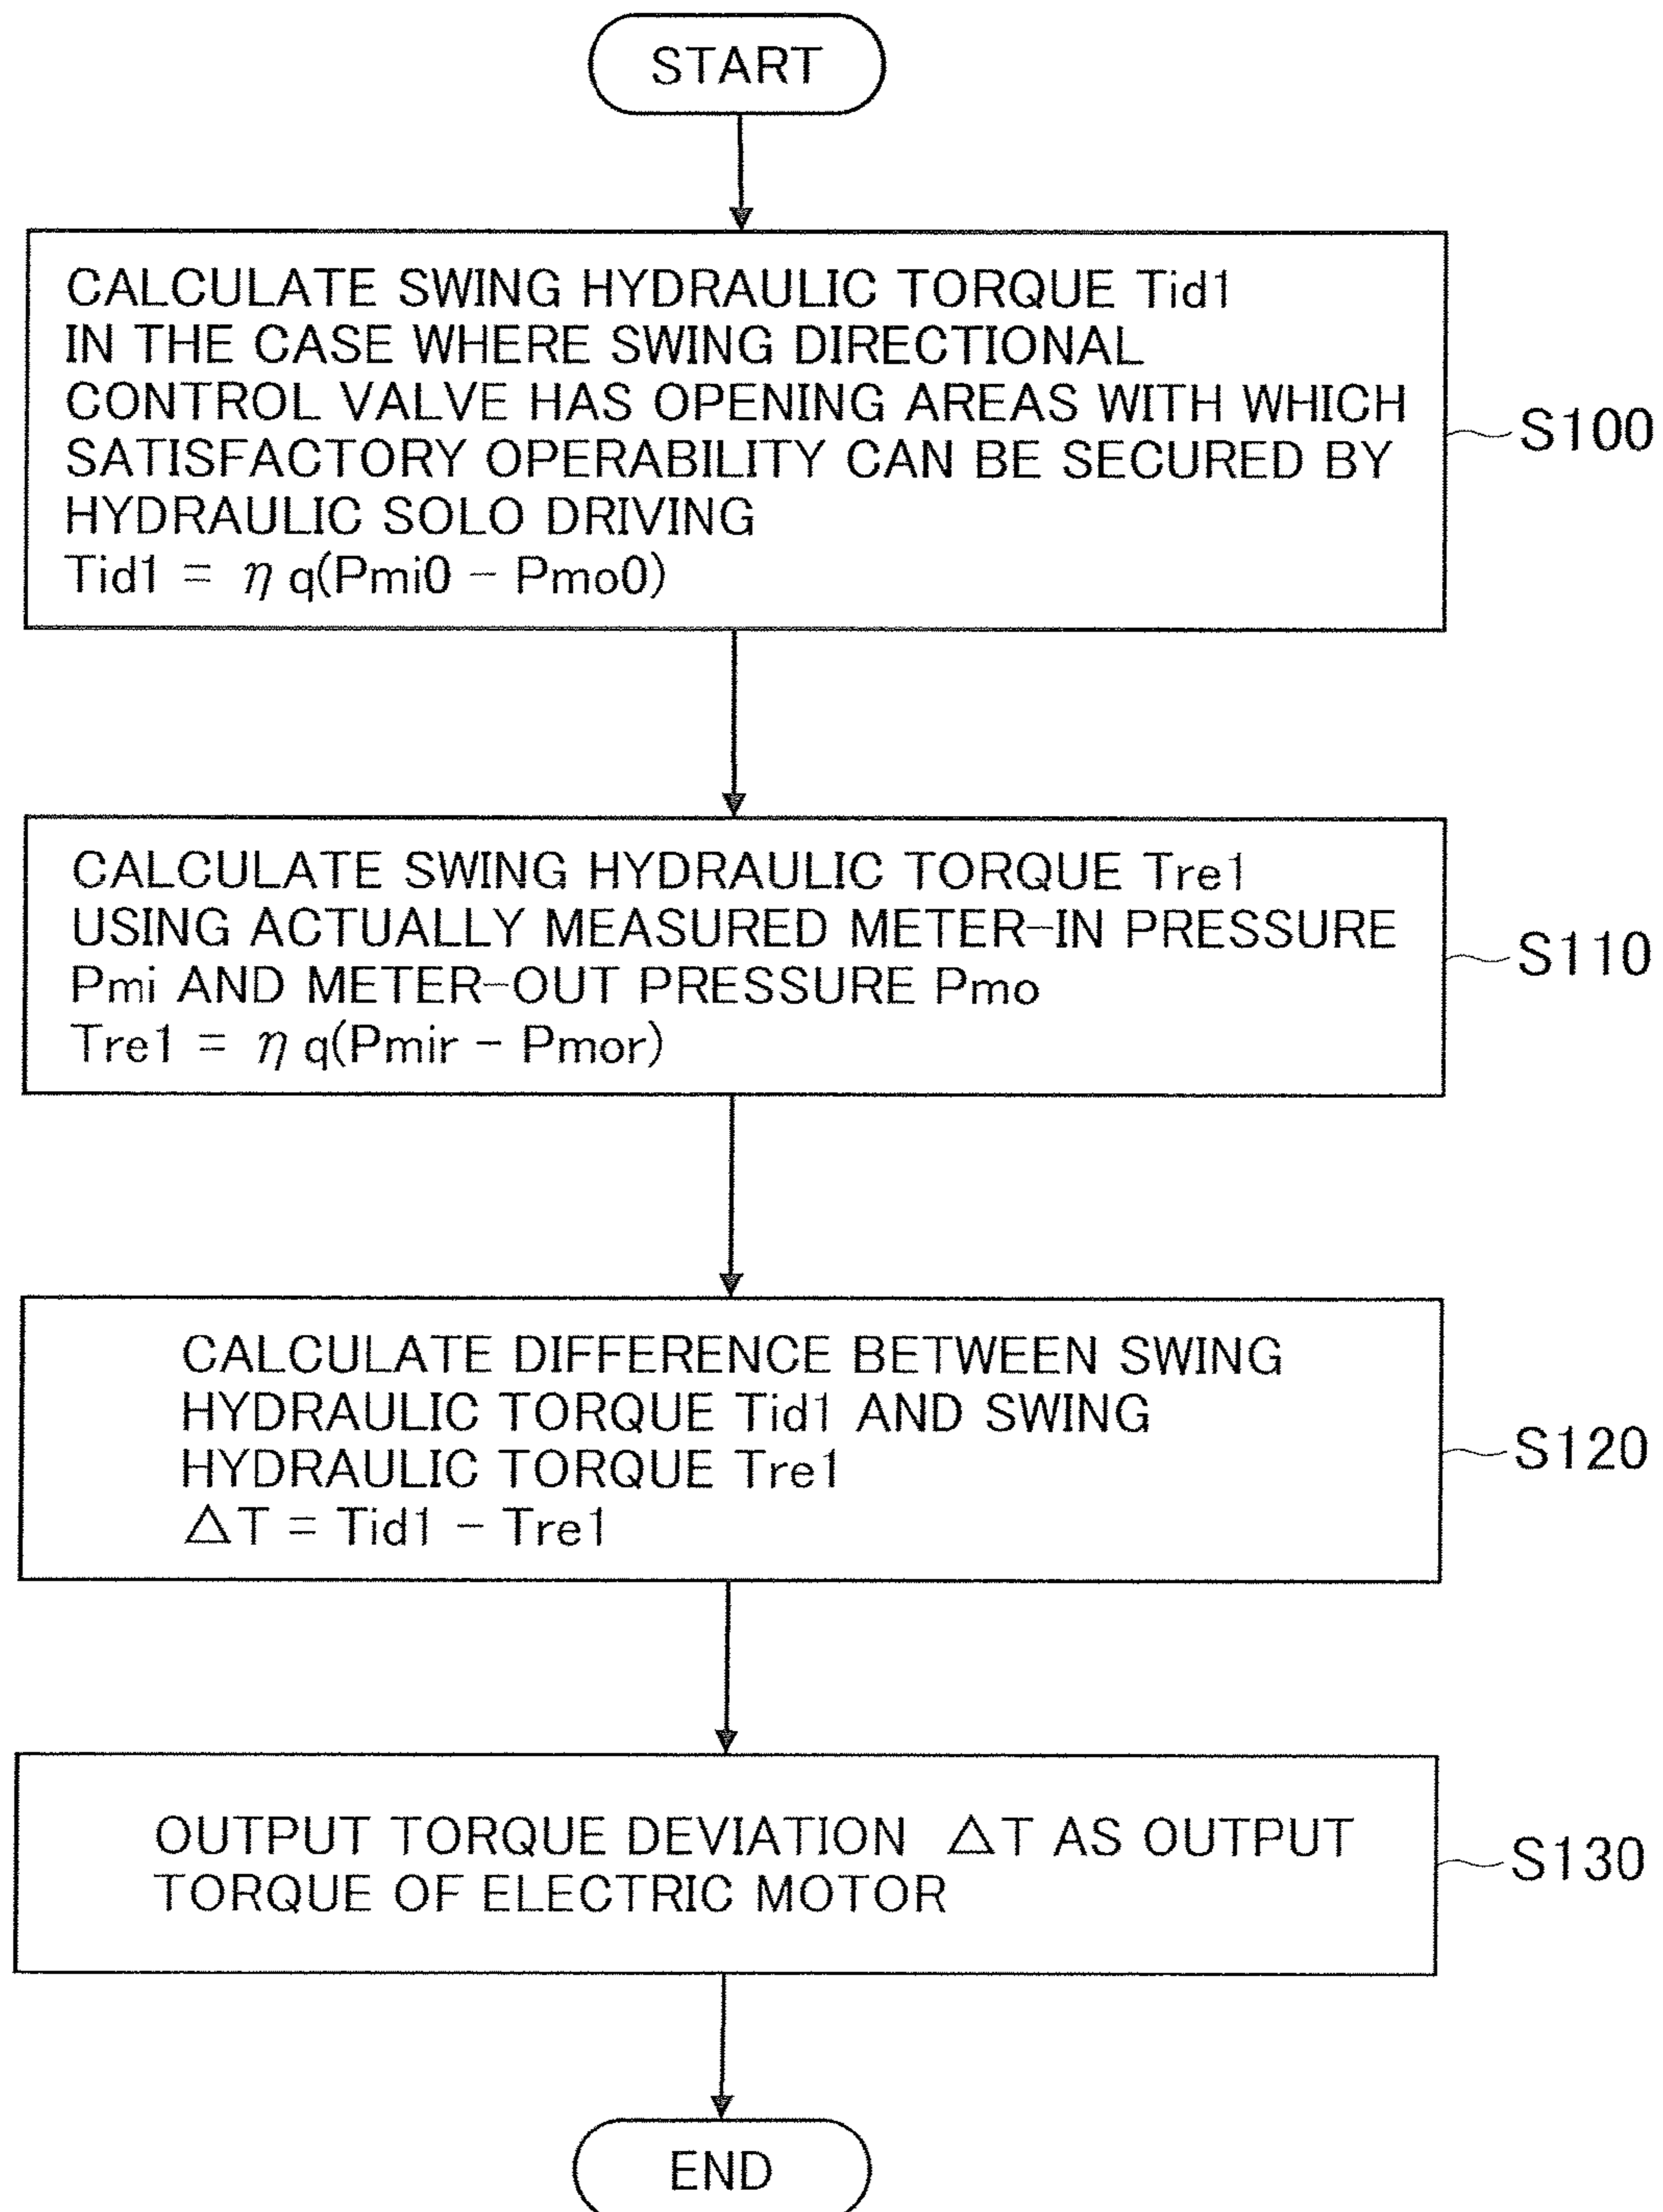 START
CALCULATE SWING HYDRAULIC TORQUE Tid1
IN THE CASE WHERE SWING DIRECTIONAL
CONTROL VALVE HAS OPENING AREAS WITH WHICH
SATISFACTORY OPERABILITY CAN BE SECURED BY
HYDRAULIC SOLO DRIVING
Tid1 = η q(Pmi0 − Pmo0)
S100
CALCULATE SWING HYDRAULIC TORQUE Tre1
USING ACTUALLY MEASURED METER-IN PRESSURE
Pmi AND METER-OUT PRESSURE Pmo
Tre1 = η q(Pmir − Pmor)
S110
CALCULATE DIFFERENCE BETWEEN SWING
HYDRAULIC TORQUE Tid1 AND SWING
HYDRAULIC TORQUE Tre1
△T = Tid1 − Tre1
S120
OUTPUT TORQUE DEVIATION △T AS OUTPUT
TORQUE OF ELECTRIC MOTOR
S130
END